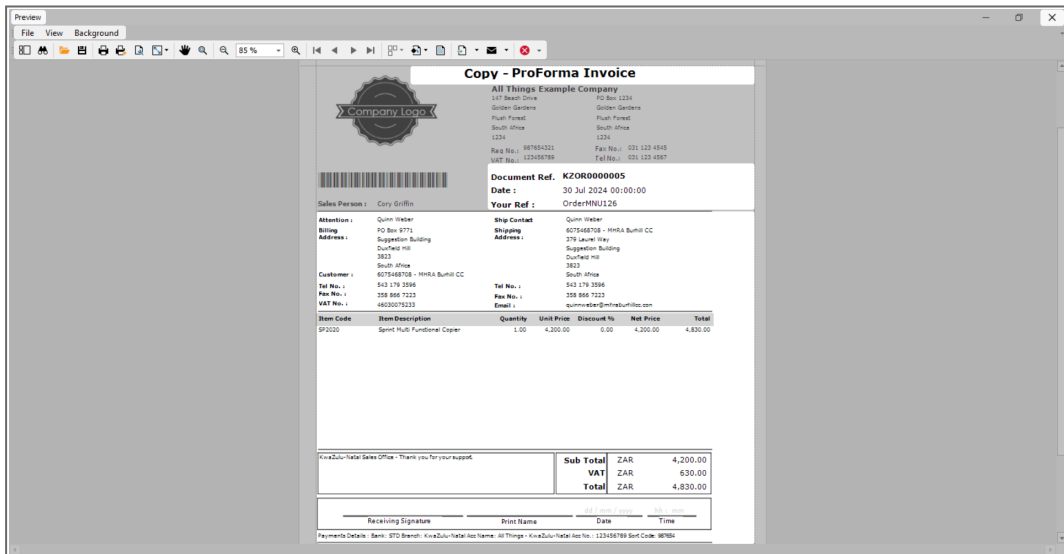 Preview
File View Background
85 %
Copy - ProForma Invoice
Company Logo
All Things Example Company
147 Beach Drive PO Box 1234
Golden Gardens Golden Gardens
Plush Forest Plush Forest
South Africa South Africa
1234 1234
Reg No.: 987654321 Fax No.: 031 123 4545
VAT No.: 123456789 Tel No.: 031 123 4567
Document Ref. KZOR0000005
Date : 30 Jul 2024 00:00:00
Sales Person : Cory Griffin Your Ref : OrderMNU126
Attention : Quinn Weber Ship Contact Quinn Weber
Billing Address : PO Box 9771 Shipping Address : 6075468708 - MHRA Burhill CC
Suggestion Building 379 Laurel Way
Duxfield Hill Suggestion Building
3823 Duxfield Hill
South Africa 3823
Customer : 6075468708 - MHRA Burhill CC South Africa
Tel No. : 543 179 3596 Tel No. : 543 179 3596
Fax No. : 358 866 7223 Fax No. : 358 866 7223
VAT No. : 46030075233 Email : quinnweber@mhraburhillcc.com
Item Code Item Description Quantity Unit Price Discount % Net Price Total
SP2020 Sprint Multi Functional Copier 1.00 4,200.00 0.00 4,200.00 4,830.00
KwaZulu-Natal Sales Office - Thank you for your support.
Sub Total ZAR 4,200.00
VAT ZAR 630.00
Total ZAR 4,830.00
dd / mm / yyyy hh : mm
Receiving Signature Print Name Date Time
Payments Details : Bank: STD Branch: KwaZulu-Natal Acc Name: All Things - KwaZulu-Natal Acc No. : 123456789 Sort Code: 987654